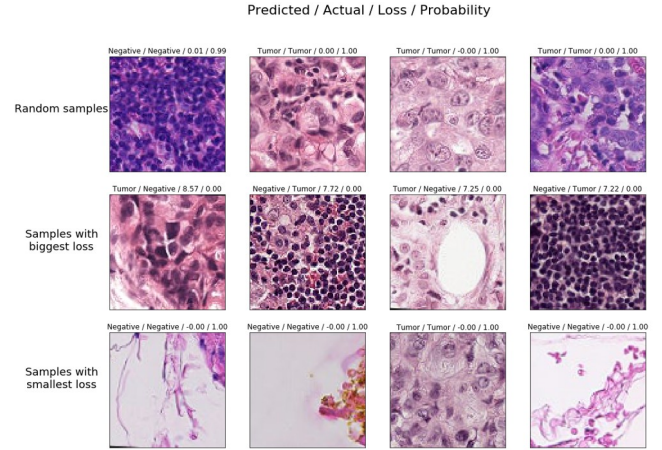 Predicted / Actual / Loss / Probability
Negative / Negative / 0.01 / 0.99
Tumor / Tumor / 0.00 / 1.00
Tumor / Tumor / -0.00 / 1.00
Tumor / Tumor / 0.00 / 1.00
Random samples
Tumor / Negative / 8.57 / 0.00
Negative / Tumor / 7.72 / 0.00
Tumor / Negative / 7.25 / 0.00
Negative / Tumor / 7.22 / 0.00
Samples with
biggest loss
Negative / Negative / -0.00 / 1.00
Negative / Negative / -0.00 / 1.00
Tumor / Tumor / -0.00 / 1.00
Negative / Negative / -0.00 / 1.00
Samples with
smallest loss